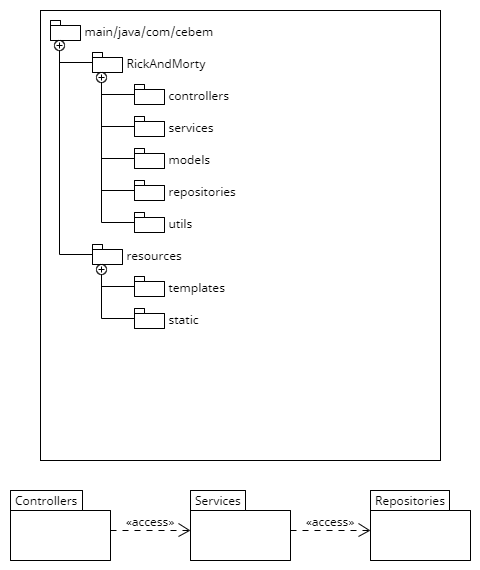 main/java/com/cebem
RickAndMorty
controllers
services
models
repositories
utils
resources
templates
static
Controllers
Services
Repositories
«access»
«access»